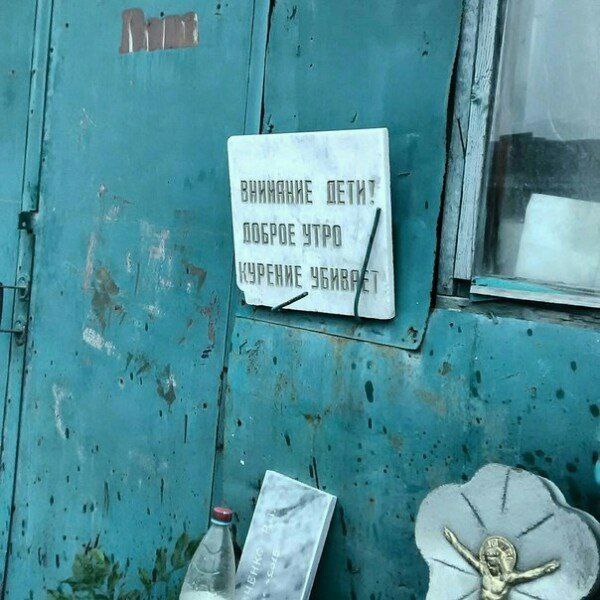 ВНИМАНИЕ ДЕТИ!
ДОБРОЕ УТРО
КУРЕНИЕ УБИВАЕТ